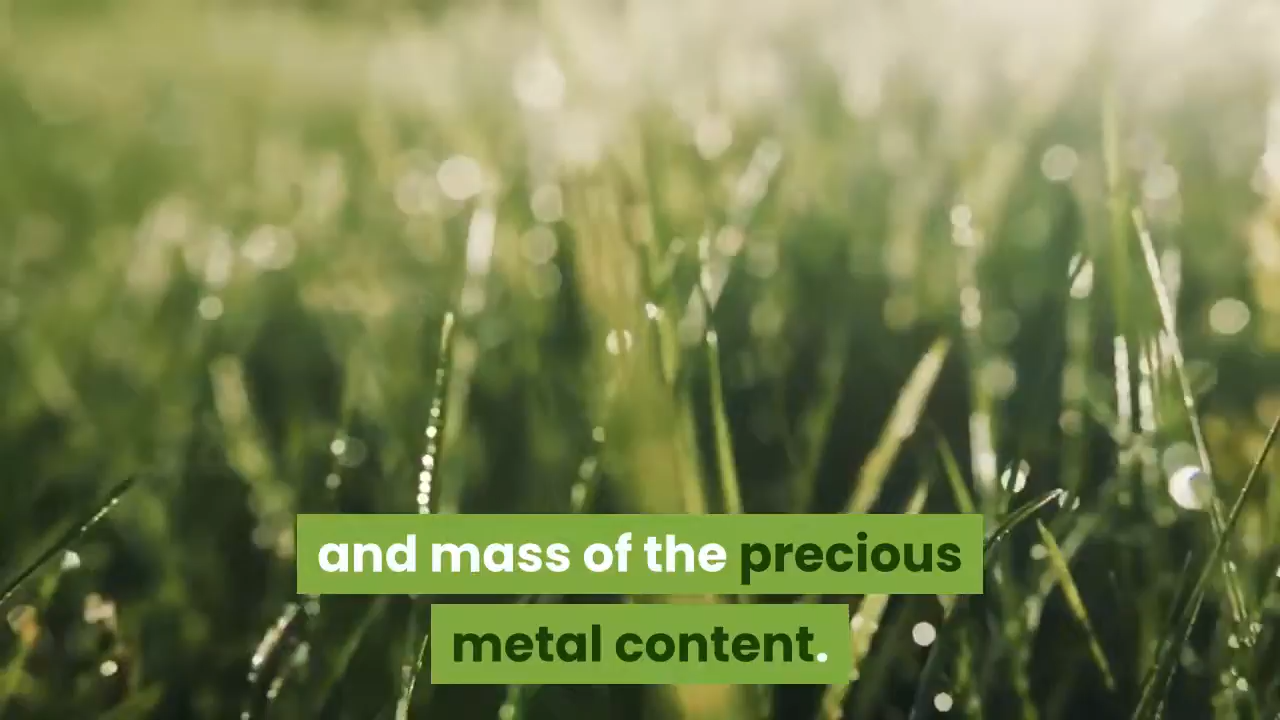 and mass of the precious
metal content.